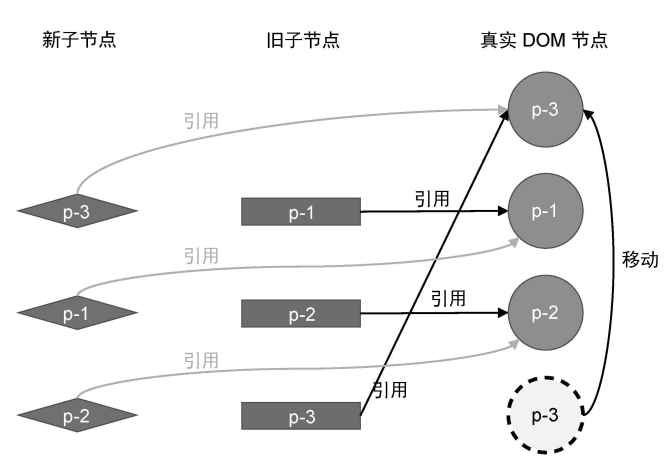 新子节点 旧子节点 真实 DOM 节点
引用 p-3
p-3 p-1 引用 p-1
引用 移动
p-1 p-2 引用 p-2
引用 引用
p-2 p-3 p-3